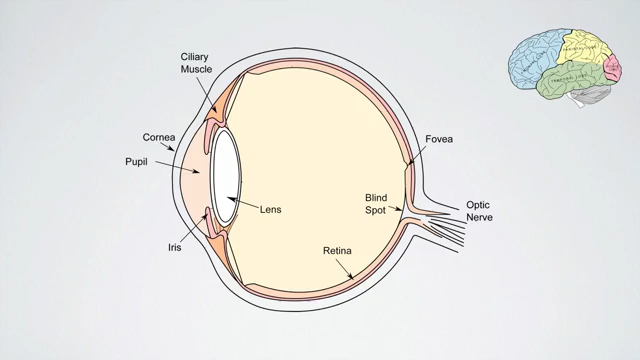 Ciliary
Muscle
Cornea
Pupil
Iris
Lens
Retina
Blind
Spot
Fovea
Optic
Nerve